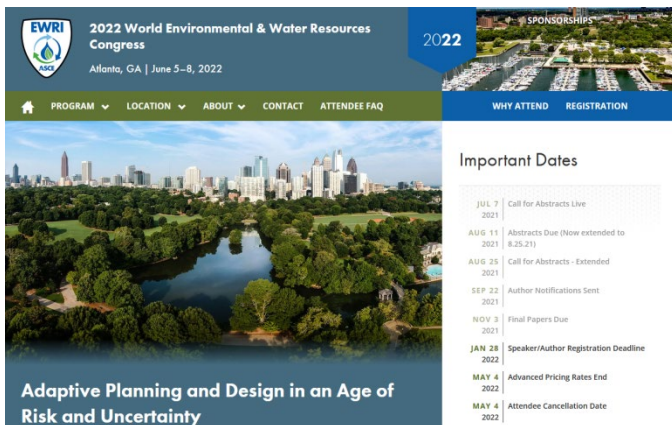 EWRI
ASCE
2022 World Environmental & Water Resources
Congress
Atlanta, GA | June 5–8, 2022
2022
SPONSORSHIPS
PROGRAM LOCATION ABOUT CONTACT ATTENDEE FAQ
WHY ATTEND REGISTRATION
Adaptive Planning and Design in an Age of
Risk and Uncertainty
Important Dates
JUL 7 Call for Abstracts Live
2021
AUG 11 Abstracts Due (Now extended to
2021 8.25.21)
AUG 25 Call for Abstracts - Extended
2021
SEP 22 Author Notifications Sent
2021
NOV 3 Final Papers Due
2021
JAN 28 Speaker/Author Registration Deadline
2022
MAY 4 Advanced Pricing Rates End
2022
MAY 4 Attendee Cancellation Date
2022